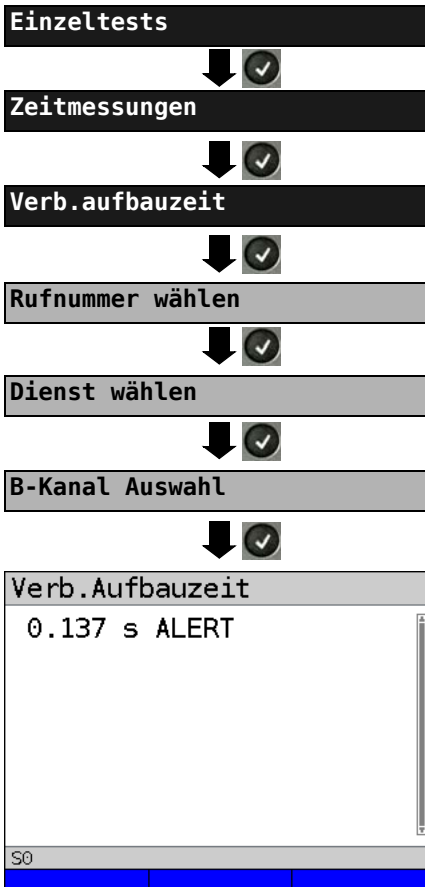 Einzeltests
Zeitmessungen
Verb.aufbauzeit
Rufnummer wählen
Dienst wählen
B-Kanal Auswahl
Verb.Aufbauzeit
0.137 s ALERT
S0